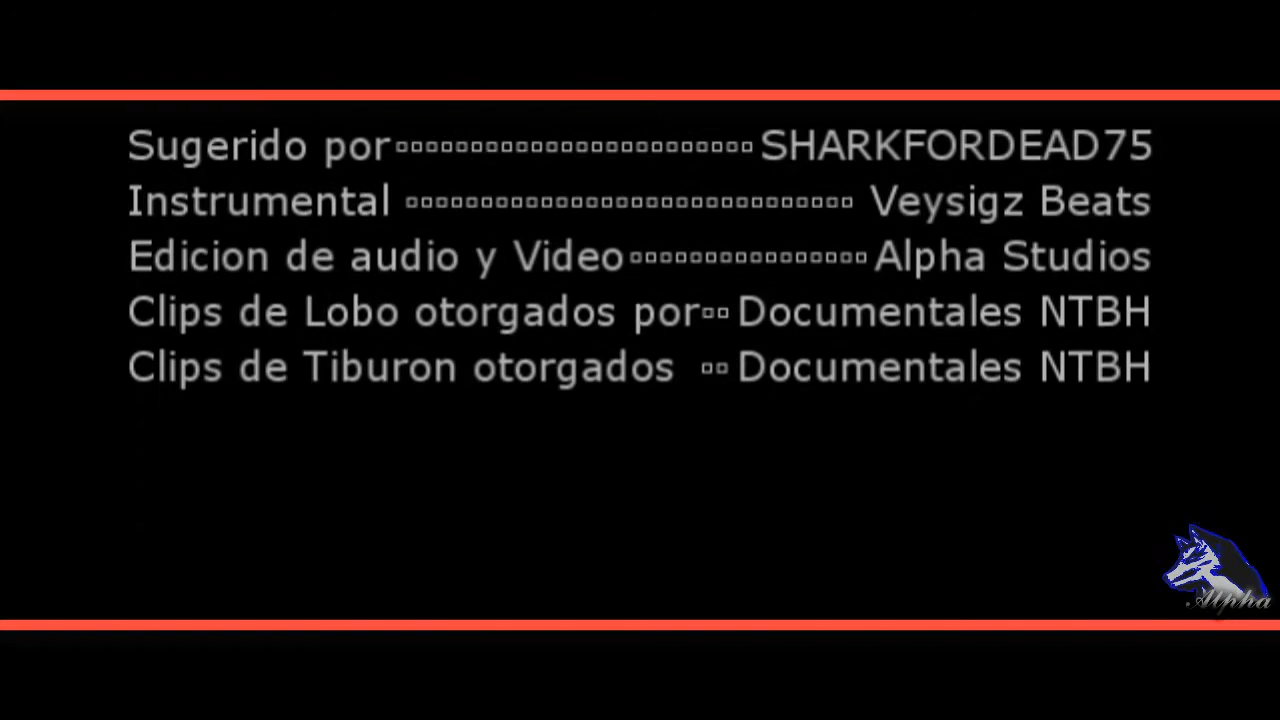 Sugerido por▫▫▫▫▫▫▫▫▫▫▫▫▫▫▫▫▫▫▫▫▫▫▫▫SHARKFORDEAD75
Instrumental ▫▫▫▫▫▫▫▫▫▫▫▫▫▫▫▫▫▫▫▫▫▫▫▫▫▫▫▫▫▫ Veysigz Beats
Edicion de audio y Video▫▫▫▫▫▫▫▫▫▫▫▫▫▫▫▫Alpha Studios
Clips de Lobo otorgados por▫▫Documentales NTBH
Clips de Tiburon otorgados ▫▫Documentales NTBH
Alpha